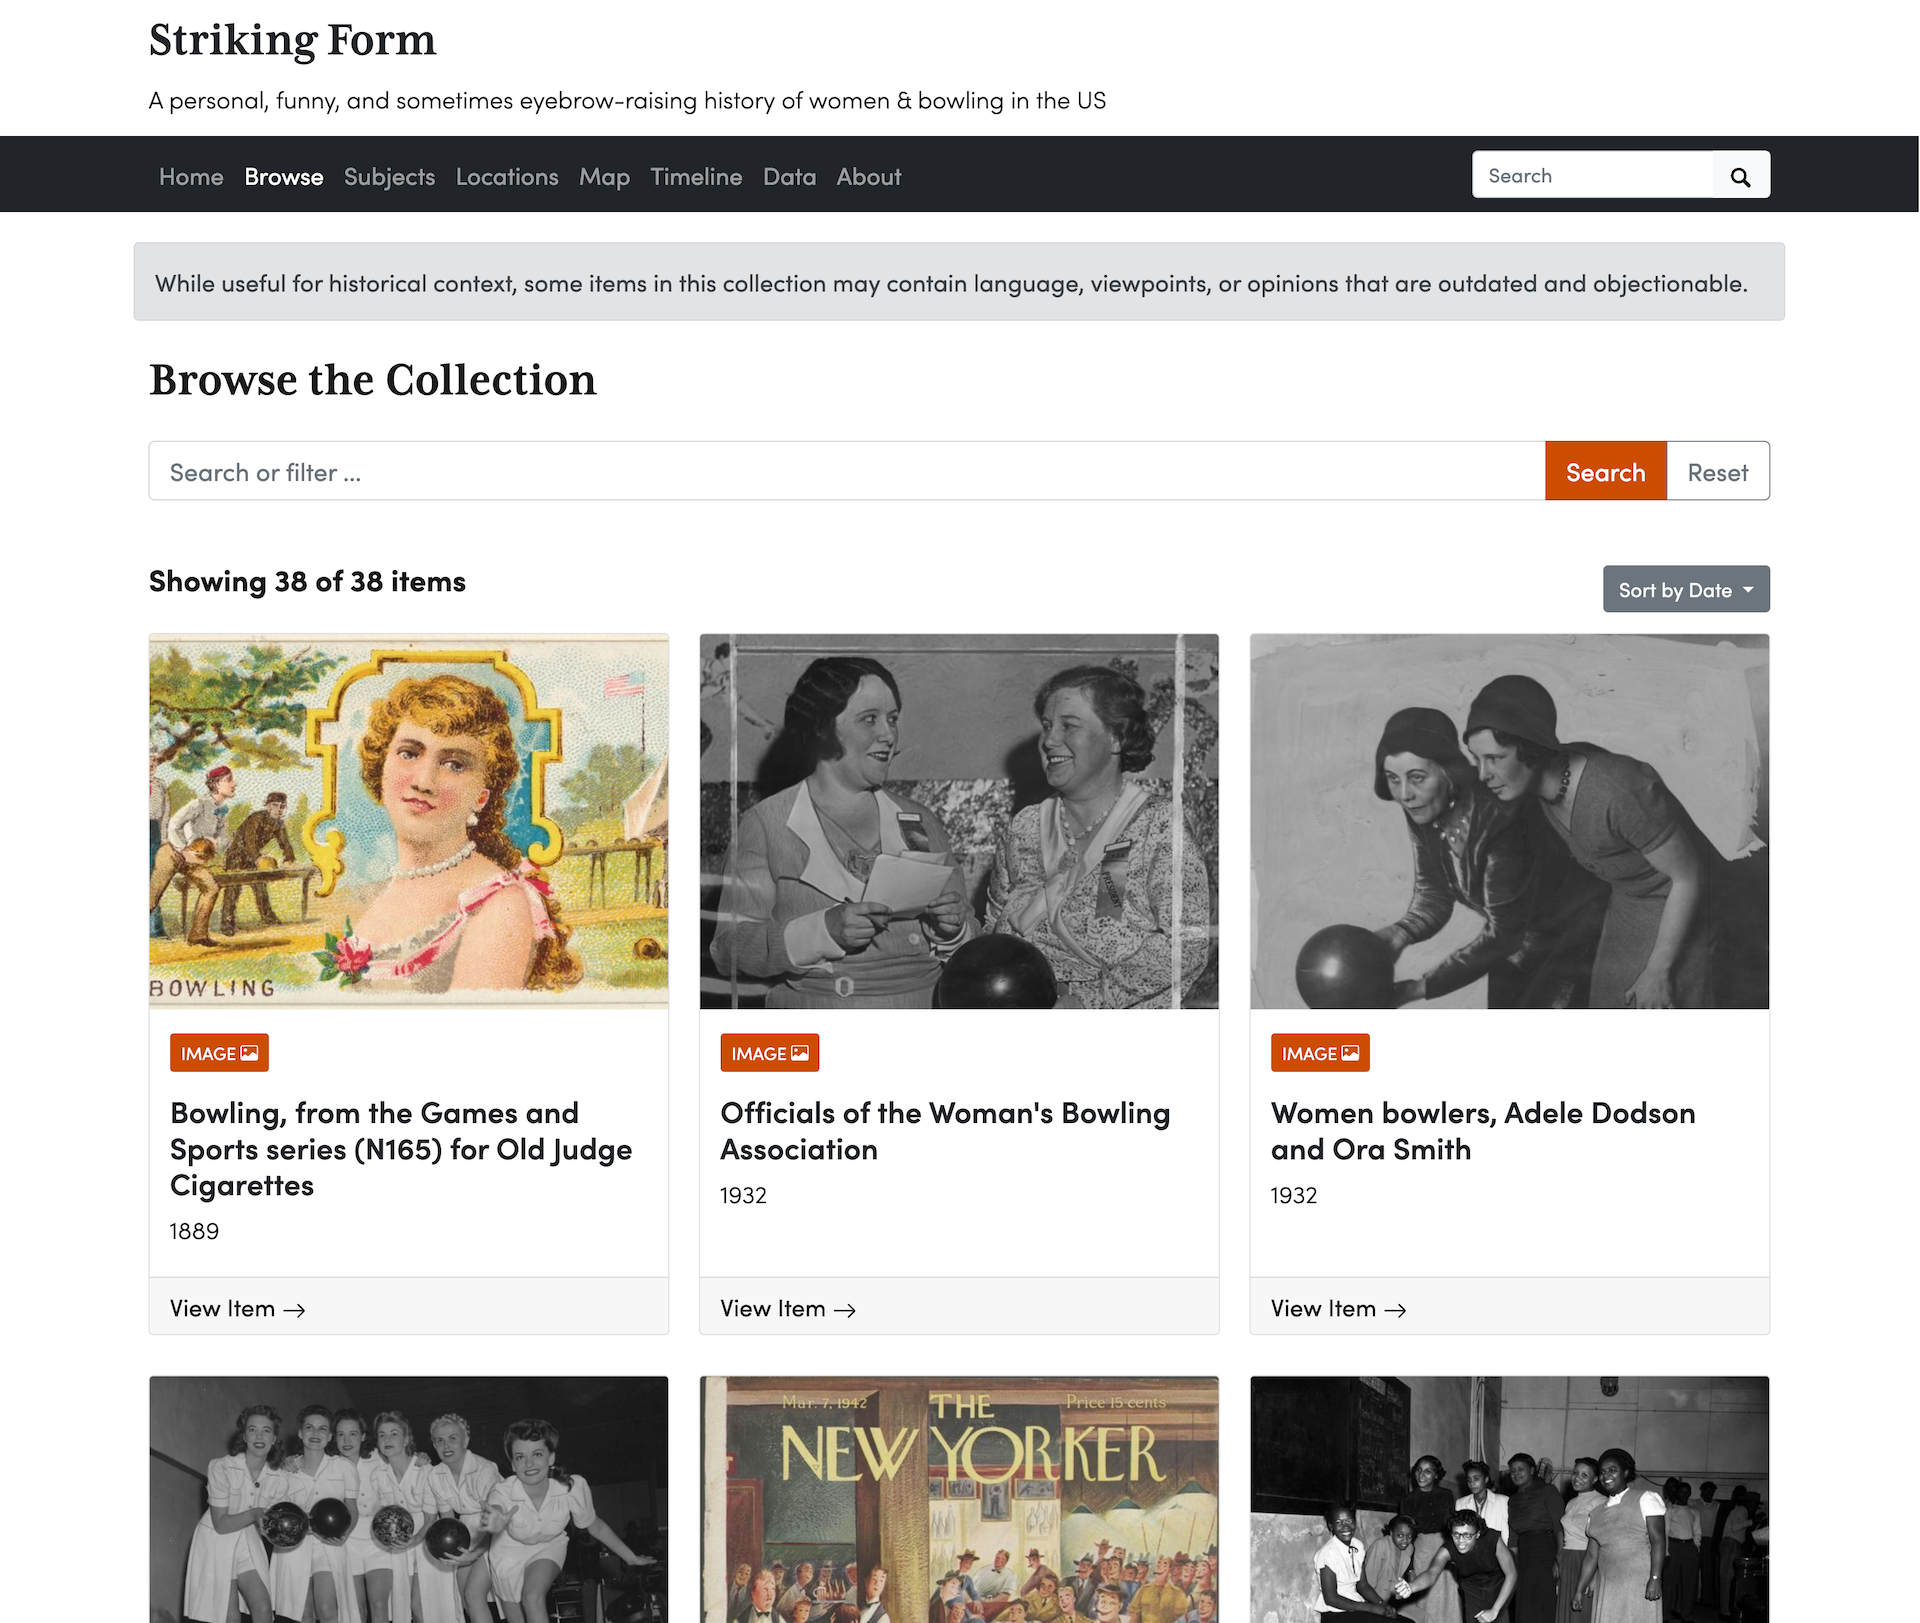 Striking Form
A personal, funny, and sometimes eyebrow-raising history of women & bowling in the US
Home Browse Subjects Locations Map Timeline Data About Search
While useful for historical context, some items in this collection may contain language, viewpoints, or opinions that are outdated and objectionable.
Browse the Collection
Search or filter ... Search Reset
Showing 38 of 38 items
Sort by Date
BOWLING
PRESIDENT
IMAGE
Bowling, from the Games and
Sports series (N165) for Old Judge
Cigarettes
1889
View Item →
IMAGE
Officials of the Woman's Bowling
Association
1932
View Item →
IMAGE
Women bowlers, Adele Dodson
and Ora Smith
1932
View Item →
Mar. 7, 1942 THE Price 15 cents
NEW YORKER